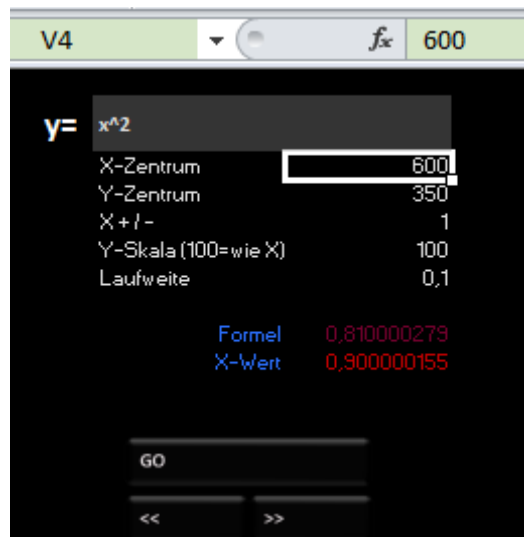 V4 fx 600
y= x^2
X-Zentrum 600
Y-Zentrum 350
X +/- 1
Y-Skala (100=wie X) 100
Laufweite 0,1
Formel 0,810000279
X-Wert 0,900000155
GO
<< >>